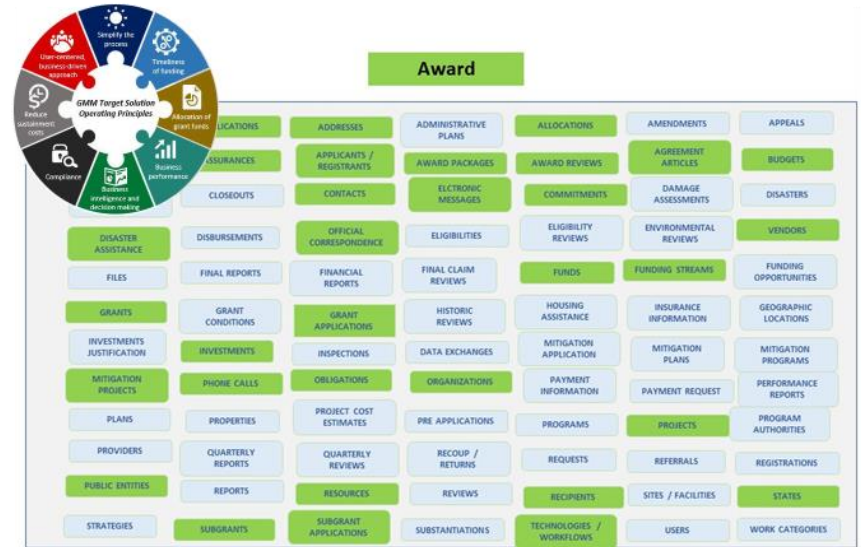 Simplify the
process
User-centered,
business-driven
approach
Timeliness
of funding
GMM Target Solution
Operating Principles
Reduce
sustainment
costs
Allocation of
grant funds
Compliance
Business
performance
Business
intelligence and
decision making
Award
ADDRESSES
ADMINISTRATIVE
PLANS
ALLOCATIONS
AMENDMENTS
APPEALS
APPLICANTS /
REGISTRANTS
AWARD PACKAGES
AWARD REVIEWS
AGREEMENT
ARTICLES
BUDGETS
CLOSEOUTS
CONTACTS
ELCTRONIC
MESSAGES
COMMITMENTS
DAMAGE
ASSESSMENTS
DISASTERS
DISASTER
ASSISTANCE
DISBURSEMENTS
OFFICIAL
CORRESPONDENCE
ELIGIBILITIES
ELIGIBILITY
REVIEWS
ENVIRONMENTAL
REVIEWS
VENDORS
FILES
FINAL REPORTS
FINANCIAL
REPORTS
FINAL CLAIM
REVIEWS
FUNDS
FUNDING STREAMS
FUNDING
OPPORTUNITIES
GRANTS
GRANT
CONDITIONS
GRANT
APPLICATIONS
HISTORIC
REVIEWS
HOUSING
ASSISTANCE
INSURANCE
INFORMATION
GEOGRAPHIC
LOCATIONS
INVESTMENTS
JUSTIFICATION
INVESTMENTS
INSPECTIONS
DATA EXCHANGES
MITIGATION
APPLICATION
MITIGATION
PLANS
MITIGATION
PROGRAMS
MITIGATION
PROJECTS
PHONE CALLS
OBLIGATIONS
ORGANIZATIONS
PAYMENT
INFORMATION
PAYMENT REQUEST
PERFORMANCE
REPORTS
PLANS
PROPERTIES
PROJECT COST
ESTIMATES
PRE APPLICATIONS
PROGRAMS
PROJECTS
PROGRAM
AUTHORITIES
PROVIDERS
QUARTERLY
REPORTS
QUARTERLY
REVIEWS
RECOUP /
RETURNS
REQUESTS
REFERRALS
REGISTRATIONS
PUBLIC ENTITIES
REPORTS
RESOURCES
REVIEWS
RECIPIENTS
SITES / FACILITIES
STATES
STRATEGIES
SUBGRANTS
SUBGRANT
APPLICATIONS
SUBSTANTIATIONS
TECHNOLOGIES /
WORKFLOWS
USERS
WORK CATEGORIES